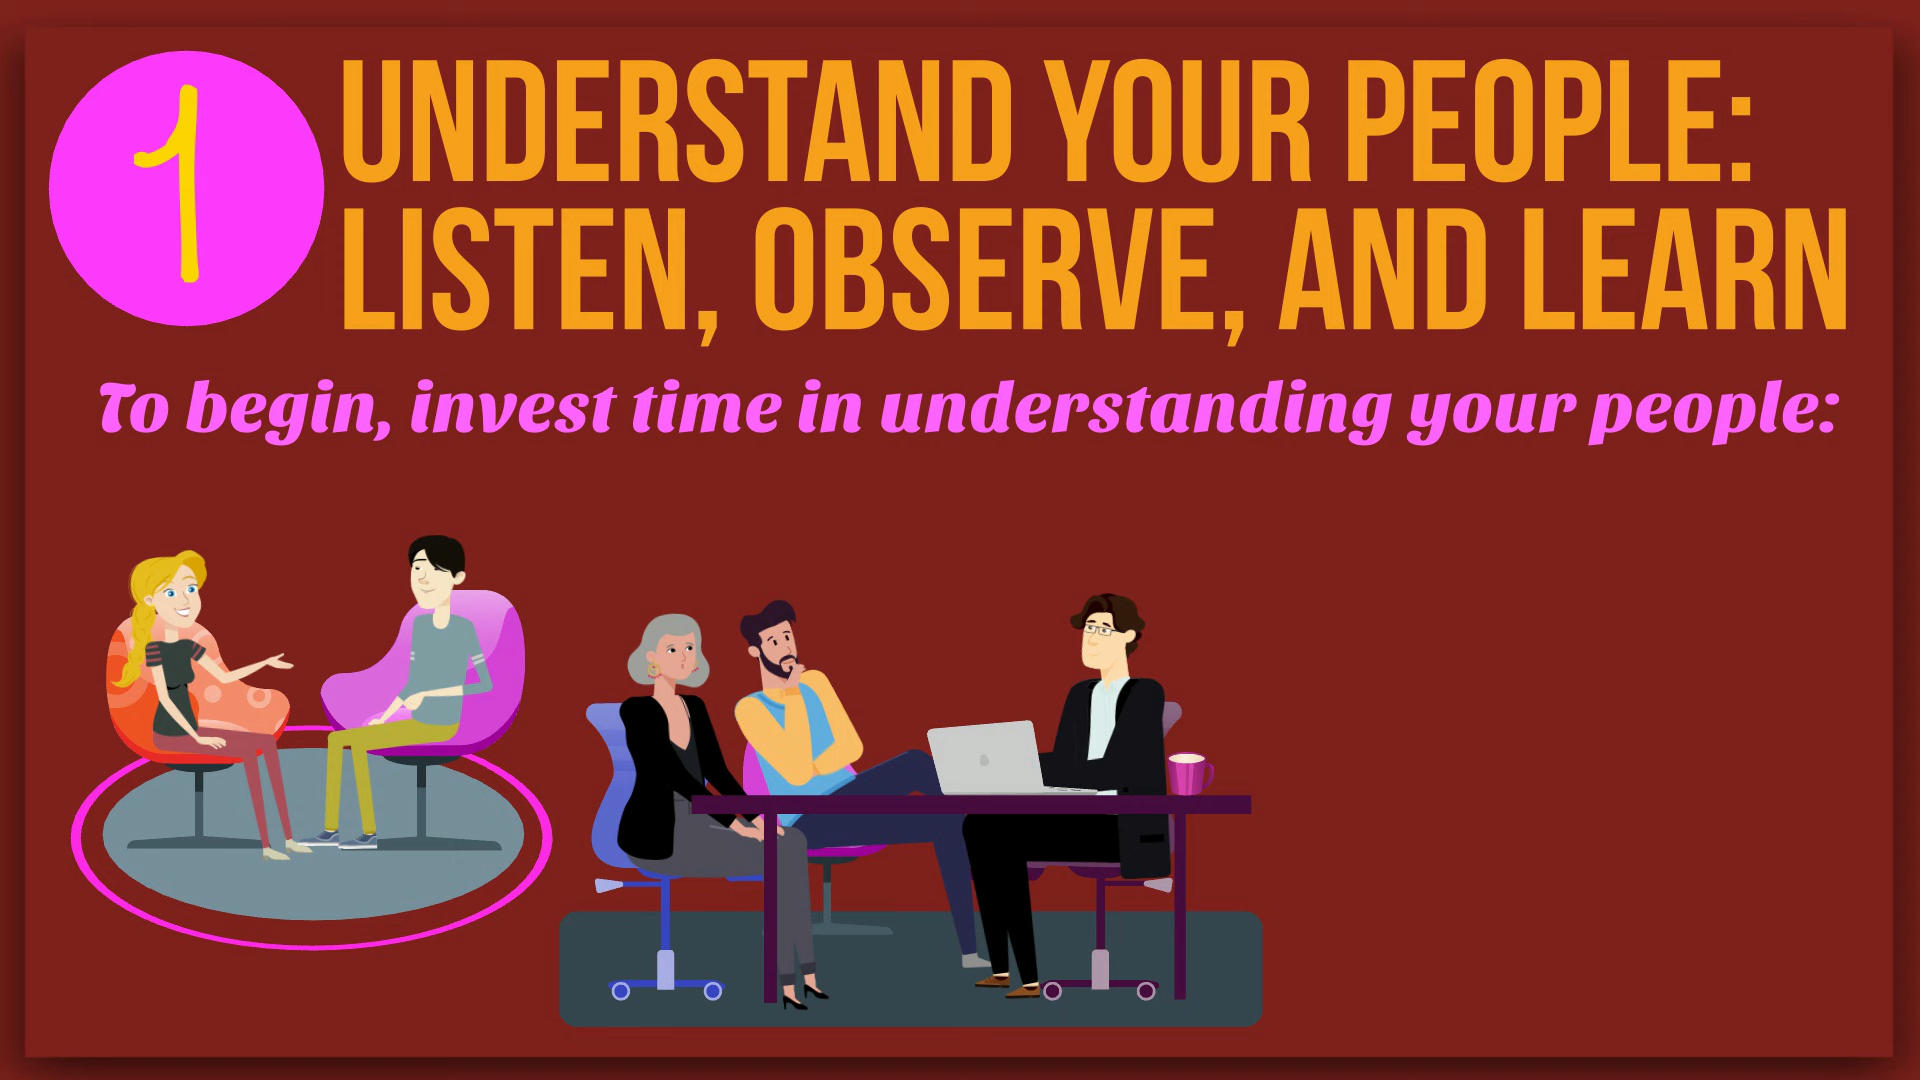 1
UNDERSTAND YOUR PEOPLE:
LISTEN, OBSERVE, AND LEARN
To begin, invest time in understanding your people: